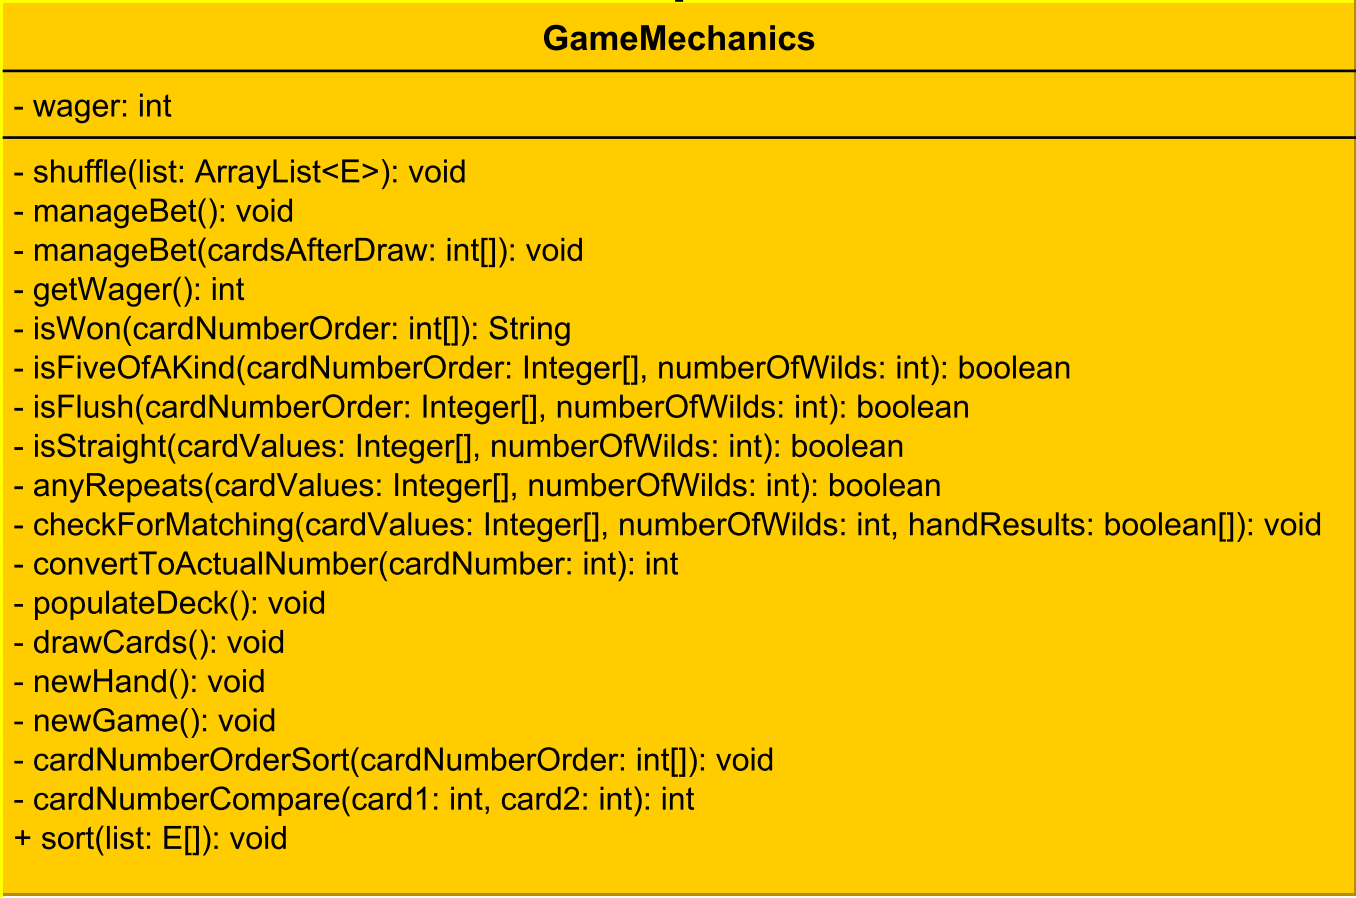 GameMechanics
- wager: int
- shuffle(list: ArrayList<E>): void
- manageBet(): void
- manageBet(cardsAfterDraw: int[]): void
- getWager(): int
- isWon(cardNumberOrder: int[]): String
- isFiveOfAKind(cardNumberOrder: Integer[], numberOfWilds: int): boolean
- isFlush(cardNumberOrder: Integer[], numberOfWilds: int): boolean
- isStraight(cardValues: Integer[], numberOfWilds: int): boolean
- anyRepeats(cardValues: Integer[], numberOfWilds: int): boolean
- checkForMatching(cardValues: Integer[], numberOfWilds: int, handResults: boolean[]): void
- convertToActualNumber(cardNumber: int): int
- populateDeck(): void
- drawCards(): void
- newHand(): void
- newGame(): void
- cardNumberOrderSort(cardNumberOrder: int[]): void
- cardNumberCompare(card1: int, card2: int): int
+ sort(list: E[]): void